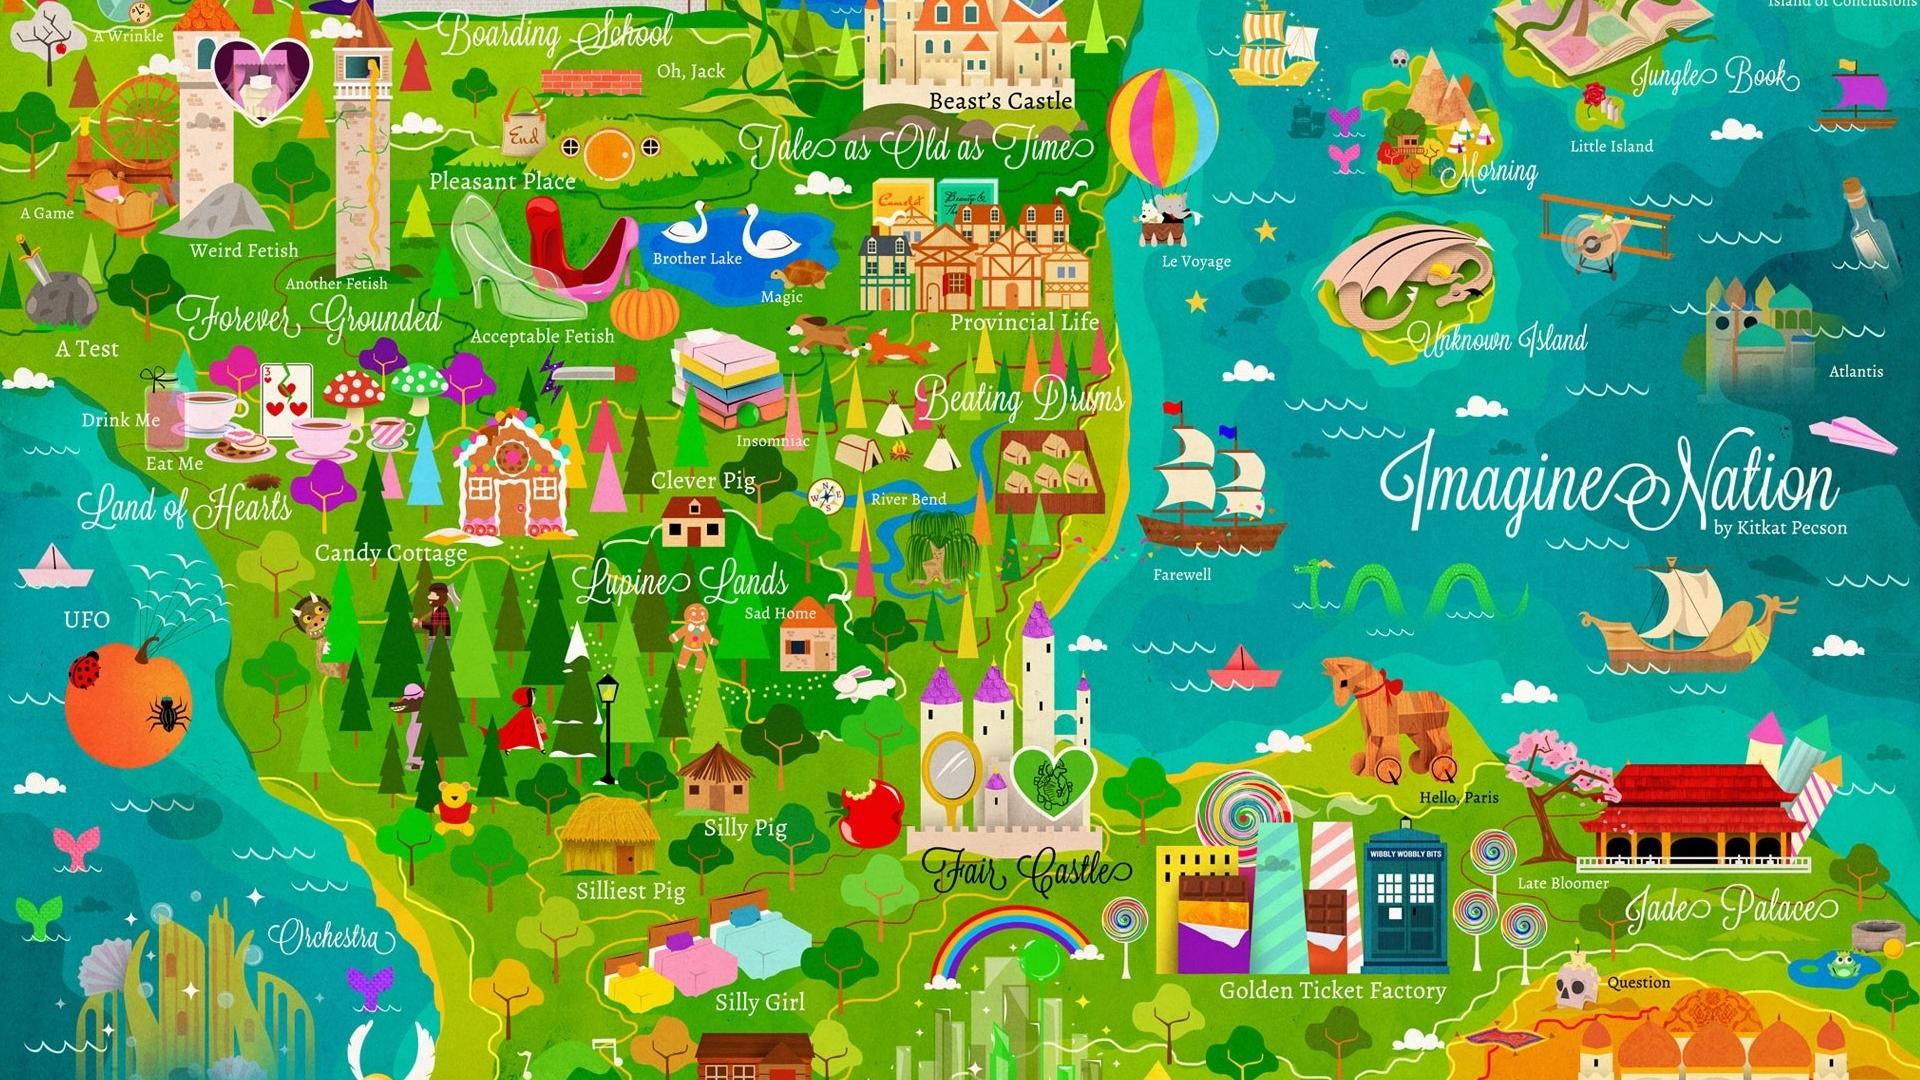 Island of Conclusions
A Wrinkle
Boarding School
Oh, Jack
Jungle Book
Beast's Castle
End
Tale as Old as Time
Little Island
Morning
Pleasant Place
A Game
Camelot
Beauty &
The
Weird Fetish
Brother Lake
Le Voyage
Another Fetish
Magic
Forever Grounded
Acceptable Fetish
Provincial Life
Unknown Island
A Test
Atlantis
3
Beating Drums
Drink Me
Insomniac
Eat Me
Clever Pig
Imagine Nation
by Kitkat Pecson
Land of Hearts
N
W E
S
River Bend
Candy Cottage
Farewell
Lupine Lands
Sad Home
UFO
Hello, Paris
Silly Pig
WIBBLY WOBBLY BITS
Fair Castle
Late Bloomer
Silliest Pig
Jade Palace
Orchestra
Question
Golden Ticket Factory
Silly Girl